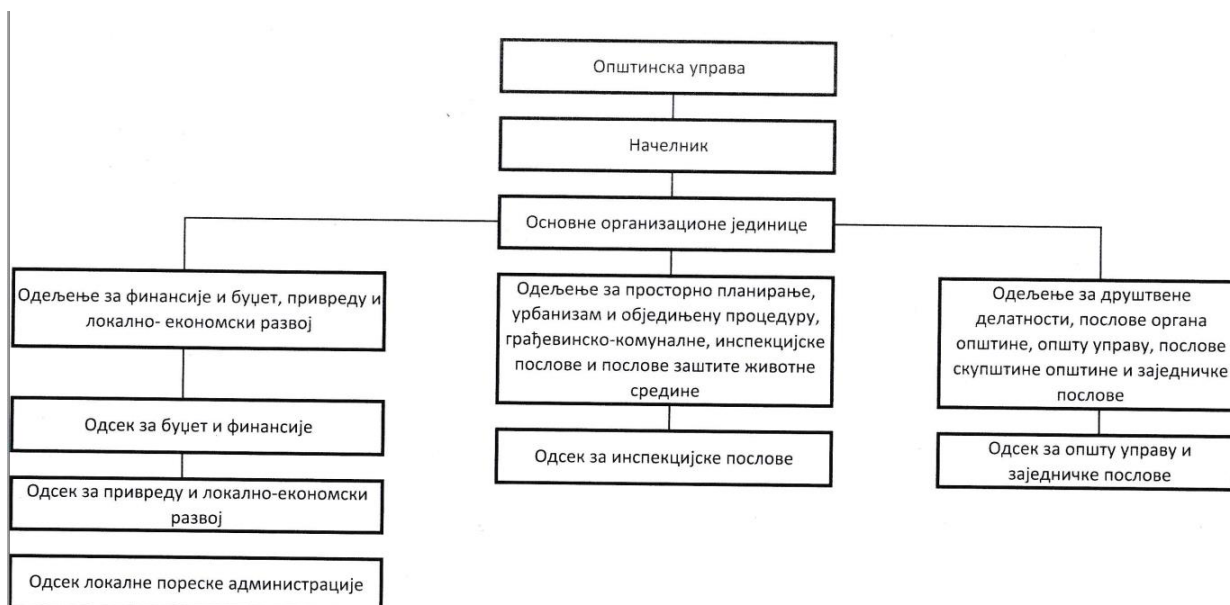 Општинска управа
Начелник
Основне организационе јединице
Одељење за финансије и буџет, привреду и
локално- економски развој
Одсек за буџет и финансије
Одсек за привреду и локално-економски
развој
Одсек локалне пореске администрације
Одељење за просторно планирање,
урбанизам и обједињену процедуру,
грађевинско-комуналне, инспекцијске
послове и послове заштите животне
средине
Одсек за инспекцијске послове
Одељење за друштвене
делатности, послове органа
општине, општу управу, послове
скупштине општине и заједничке
послове
Одсек за општу управу и
заједничке послове